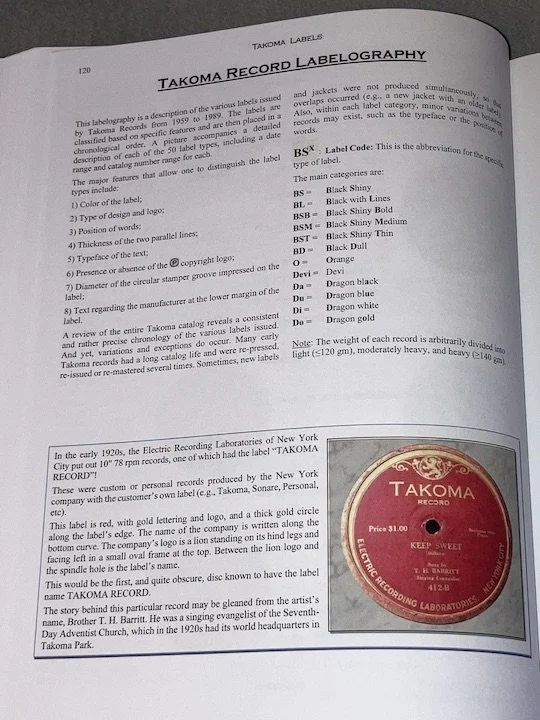 120
TAKOMA LABELS
TAKOMA RECORD LABELOGRAPHY
This labelography is a description of the various labels issued
by Takoma Records from 1959 to 1989. The labels are
classified based on specific features and are then placed in a
chronological order. A picture accompanies a detailed
description of each of the 50 label types, including a date
range and catalog number range for each.
The major features that allow one to distinguish the label
types include:
1) Color of the label;
2) Type of design and logo;
3) Position of words;
4) Thickness of the two parallel lines;
5) Typeface of the text;
6) Presence or absence of the Ⓟ copyright logo;
7) Diameter of the circular stamper groove impressed on the
label;
8) Text regarding the manufacturer at the lower margin of the
label.
A review of the entire Takoma catalog reveals a consistent
and rather precise chronology of the various labels issued.
And yet, variations and exceptions do occur. Many early
Takoma records had a long catalog life and were re-pressed,
re-issued or re-mastered several times. Sometimes, new labels
and jackets were not produced simultaneously, so that
overlaps occurred (e.g., a new jacket with an older label).
Also, within each label category, minor variations between
records may exist, such as the typeface or the position of
words.
BSX : Label Code: This is the abbreviation for the specific
type of label.
The main categories are:
BS = Black Shiny
BL = Black with Lines
BSB = Black Shiny Bold
BSM = Black Shiny Medium
BST = Black Shiny Thin
BD = Black Dull
O = Orange
Devi = Devi
Da = Dragon black
Du = Dragon blue
Di = Dragon white
Do = Dragon gold
Note: The weight of each record is arbitrarily divided into
light (≤120 gm), moderately heavy, and heavy (≥140 gm)
In the early 1920s, the Electric Recording Laboratories of New York
City put out 10" 78 rpm records, one of which had the label "TAKOMA
RECORD"!
These were custom or personal records produced by the New York
company with the customer's own label (e.g., Takoma, Sonare, Personal,
etc).
This label is red, with gold lettering and logo, and a thick gold circle
along the label's edge. The name of the company is written along the
bottom curve. The company's logo is a lion standing on its hind legs and
facing left in a small oval frame at the top. Between the lion logo and
the spindle hole is the label's name.
This would be the first, and quite obscure, disc known to have the label
name TAKOMA RECORD.
The story behind this particular record may be gleaned from the artist's
name, Brother T. H. Barritt. He was a singing evangelist of the Seventh-
Day Adventist Church, which in the 1920s had its world headquarters in
Takoma Park.
TAKOMA
RECORD
Price $1.00
KEEP SWEET
T. H. BARRITT
Singing Evangelist
412-B
ELECTRIC RECORDING LABORATORIES - NEW YORK CITY